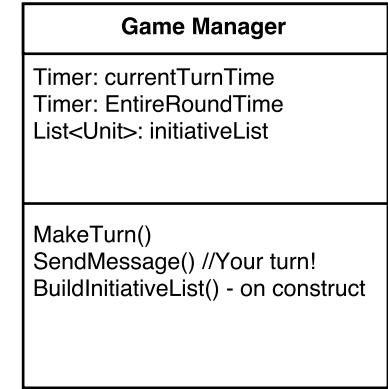 Game Manager
Timer: currentTurnTime
Timer: EntireRoundTime
List<Unit>: initiativeList
MakeTurn()
SendMessage() //Your turn!
BuildInitiativeList() - on construct